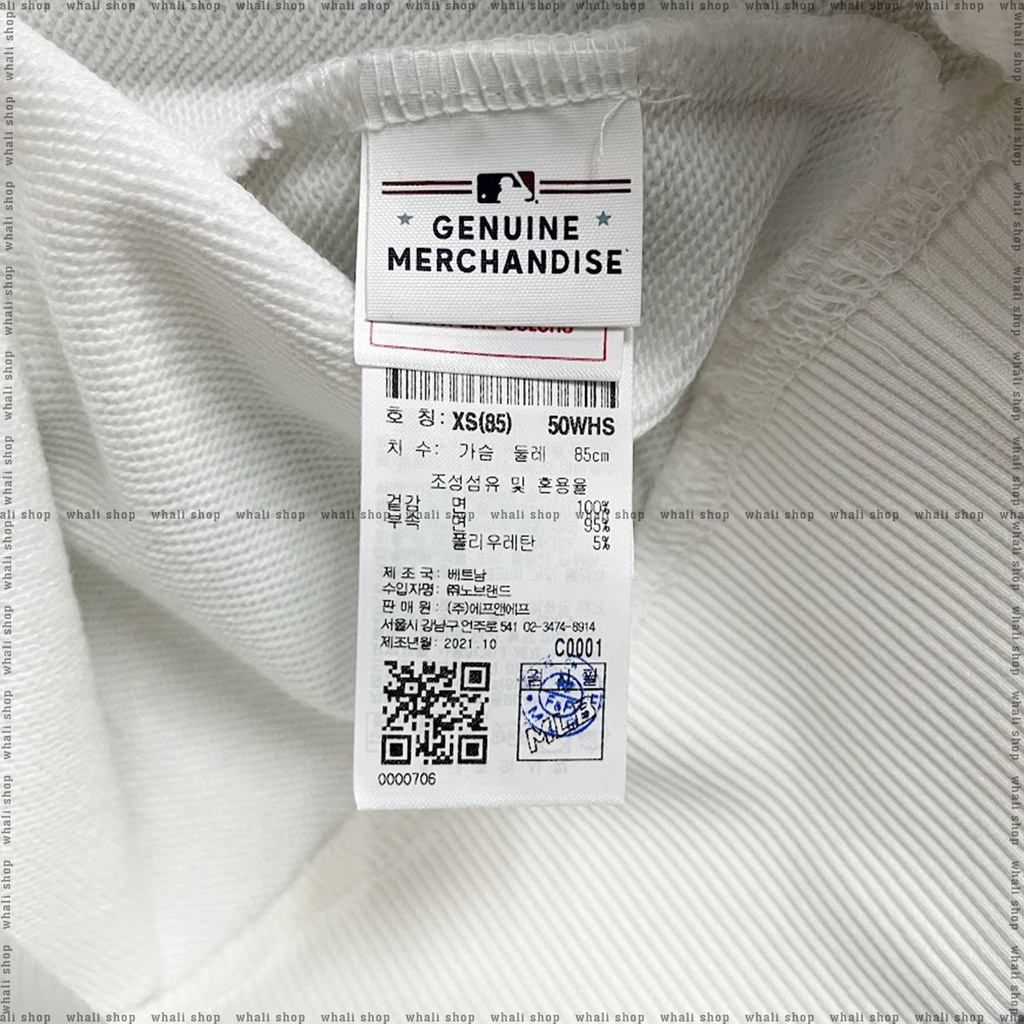 GENUINE
MERCHANDISE
호 칭: XS(85) 50WHS
치 수: 가슴 둘레 85cm
조성섬유 및 혼용율
겉감 면 100%
부속 면 95%
폴리우레탄 5%
제 조 국: 베트남
수입자명: ㈜노브랜드
판 매 원: (주)에프앤에프
서울시 강남구 언주로 541 02-3474-6914
제조년월: 2021.10
C0001
F&F
MLB
0000706
whali shop